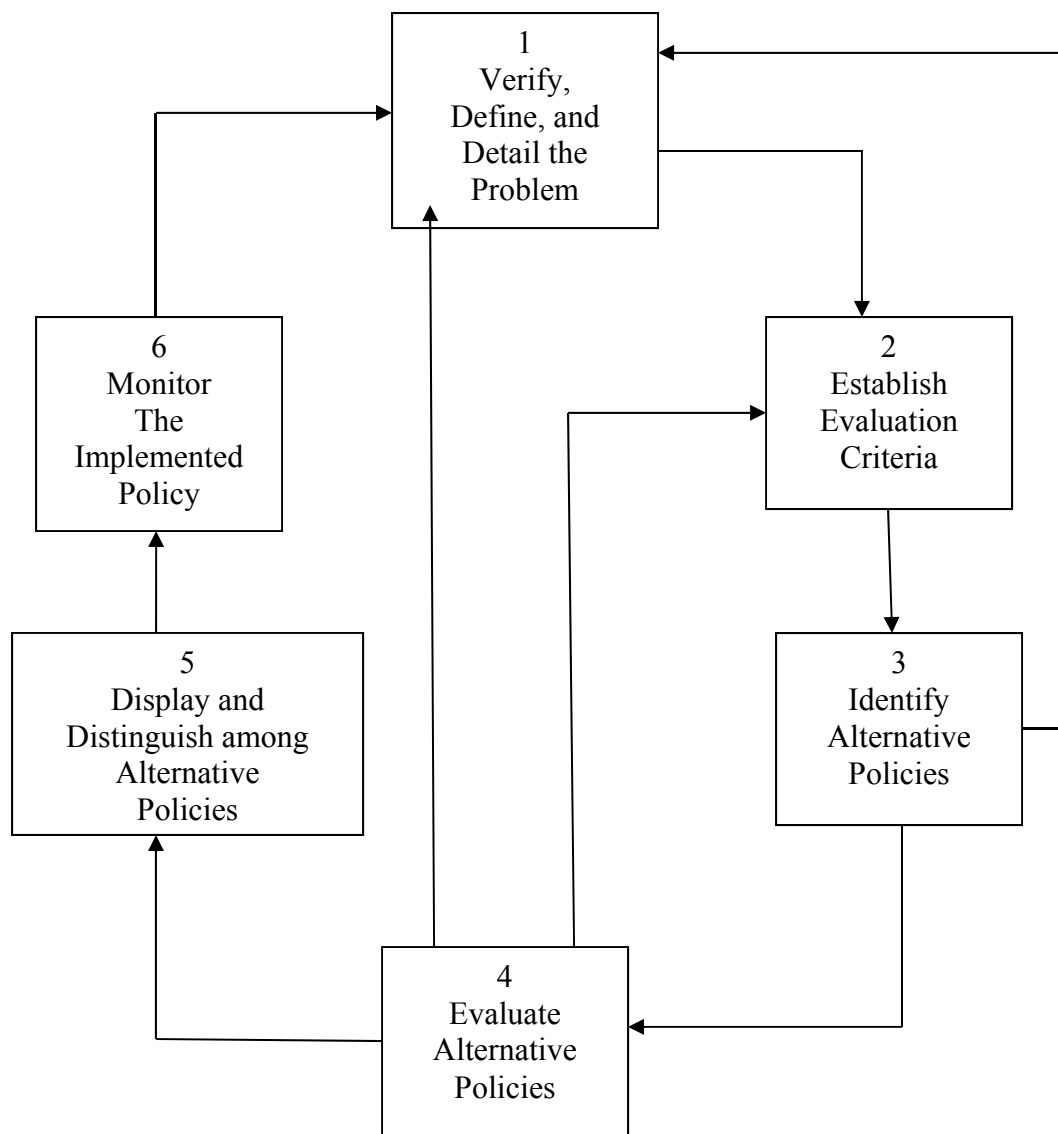 1
Verify,
Define, and
Detail the
Problem
2
Establish
Evaluation
Criteria
3
Identify
Alternative
Policies
4
Evaluate
Alternative
Policies
5
Display and
Distinguish among
Alternative
Policies
6
Monitor
The
Implemented
Policy